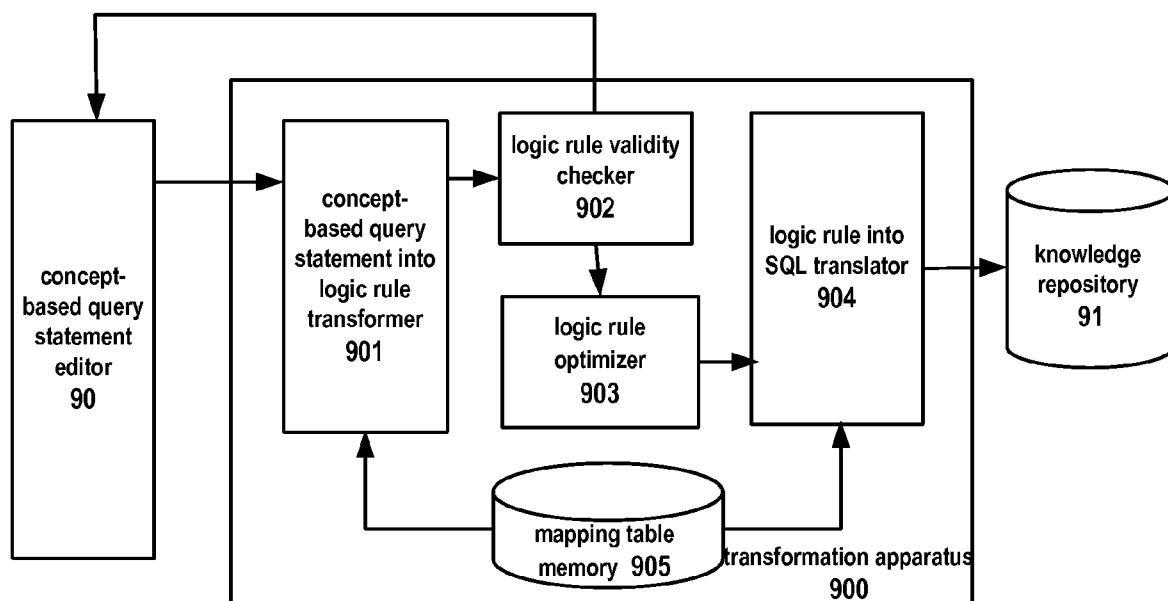 concept-
based query
statement
editor
90
concept-
based query
statement into
logic rule
transformer
901
logic rule validity
checker
902
logic rule
optimizer
903
logic rule into
SQL translator
904
knowledge
repository
91
mapping table
memory 905
transformation apparatus
900